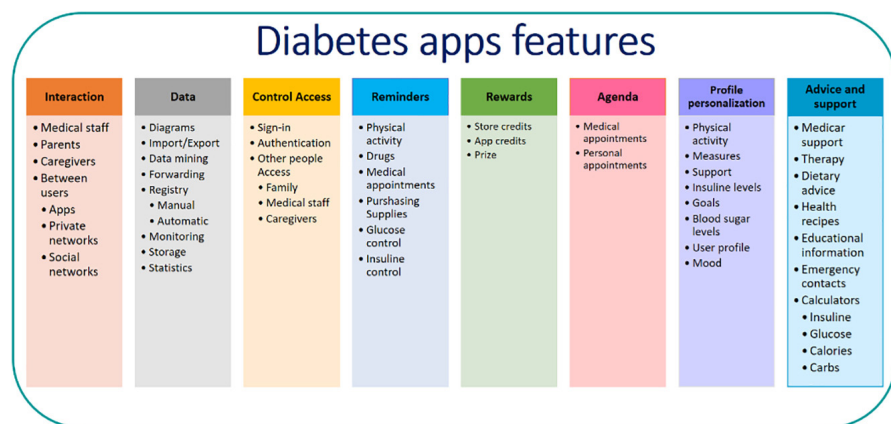 Diabetes apps features
Interaction
• Medical staff
• Parents
• Caregivers
• Between
users
• Apps
• Private
networks
• Social
networks
Data
• Diagrams
• Import/Export
• Data mining
• Forwarding
• Registry
• Manual
• Automatic
• Monitoring
• Storage
• Statistics
Control Access
• Sign-in
• Authentication
• Other people
Access
• Family
• Medical staff
• Caregivers
Reminders
• Physical
activity
• Drugs
• Medical
appointments
• Purshasing
Supplies
• Glucose
control
• Insuline
control
Rewards
• Store credits
• App credits
• Prize
Agenda
• Medical
appointments
• Personal
appointments
Profile
personalization
• Physical
activity
• Measures
• Support
• Insuline levels
• Goals
• Blood sugar
levels
• User profile
• Mood
Advice and
support
• Medicar
support
• Therapy
• Dietary
advice
• Health
recipes
• Educational
information
• Emergency
contacts
• Calculators
• Insuline
• Glucose
• Calories
• Carbs